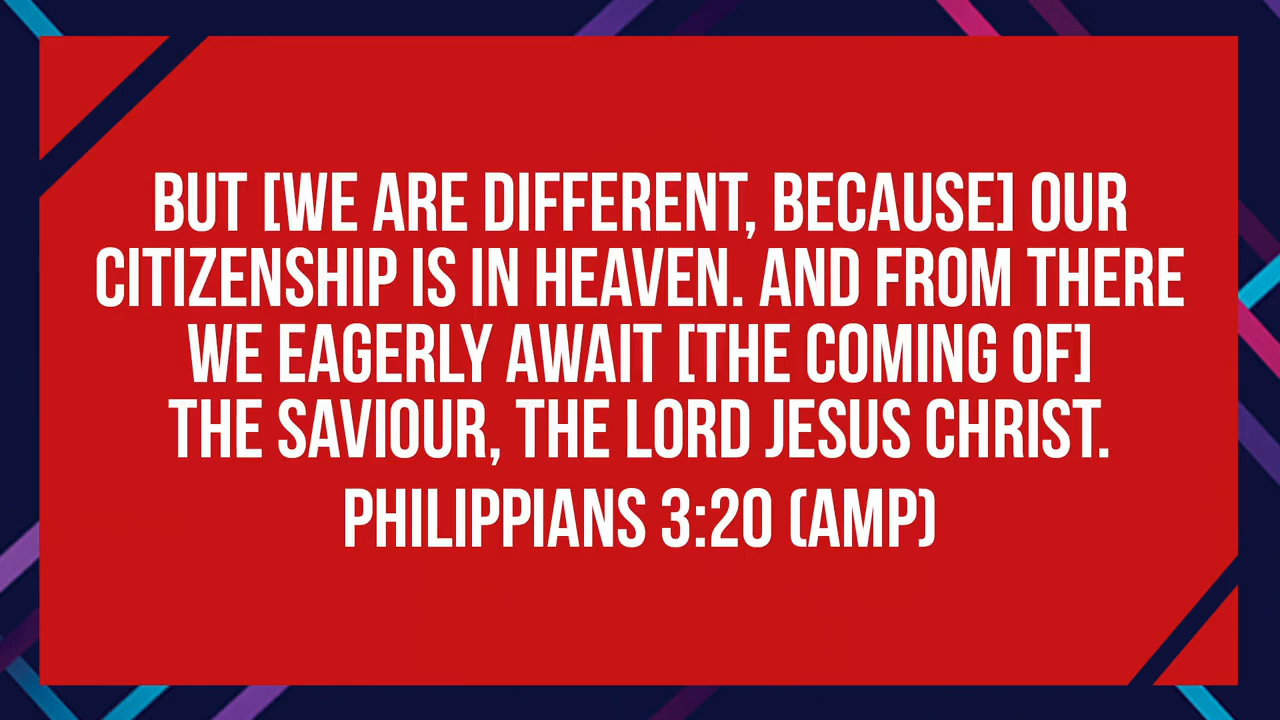 BUT [WE ARE DIFFERENT, BECAUSE] OUR
CITIZENSHIP IS IN HEAVEN. AND FROM THERE
WE EAGERLY AWAIT [THE COMING OF]
THE SAVIOUR, THE LORD JESUS CHRIST.
PHILIPPIANS 3:20 (AMP)